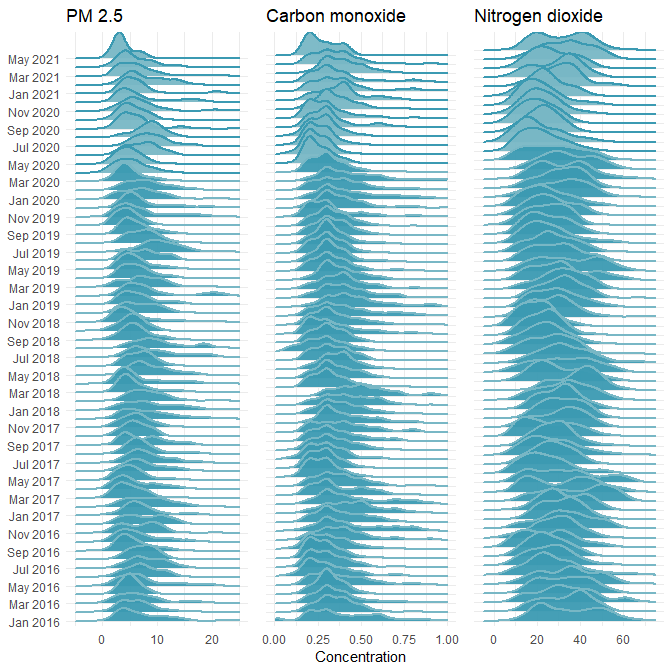 PM 2.5 Carbon monoxide Nitrogen dioxide
May 2021
Mar 2021
Jan 2021
Nov 2020
Sep 2020
Jul 2020
May 2020
Mar 2020
Jan 2020
Nov 2019
Sep 2019
Jul 2019
May 2019
Mar 2019
Jan 2019
Nov 2018
Sep 2018
Jul 2018
May 2018
Mar 2018
Jan 2018
Nov 2017
Sep 2017
Jul 2017
May 2017
Mar 2017
Jan 2017
Nov 2016
Sep 2016
Jul 2016
May 2016
Mar 2016
Jan 2016
0 10 20 0.00 0.25 0.50 0.75 1.00 0 20 40 60
Concentration